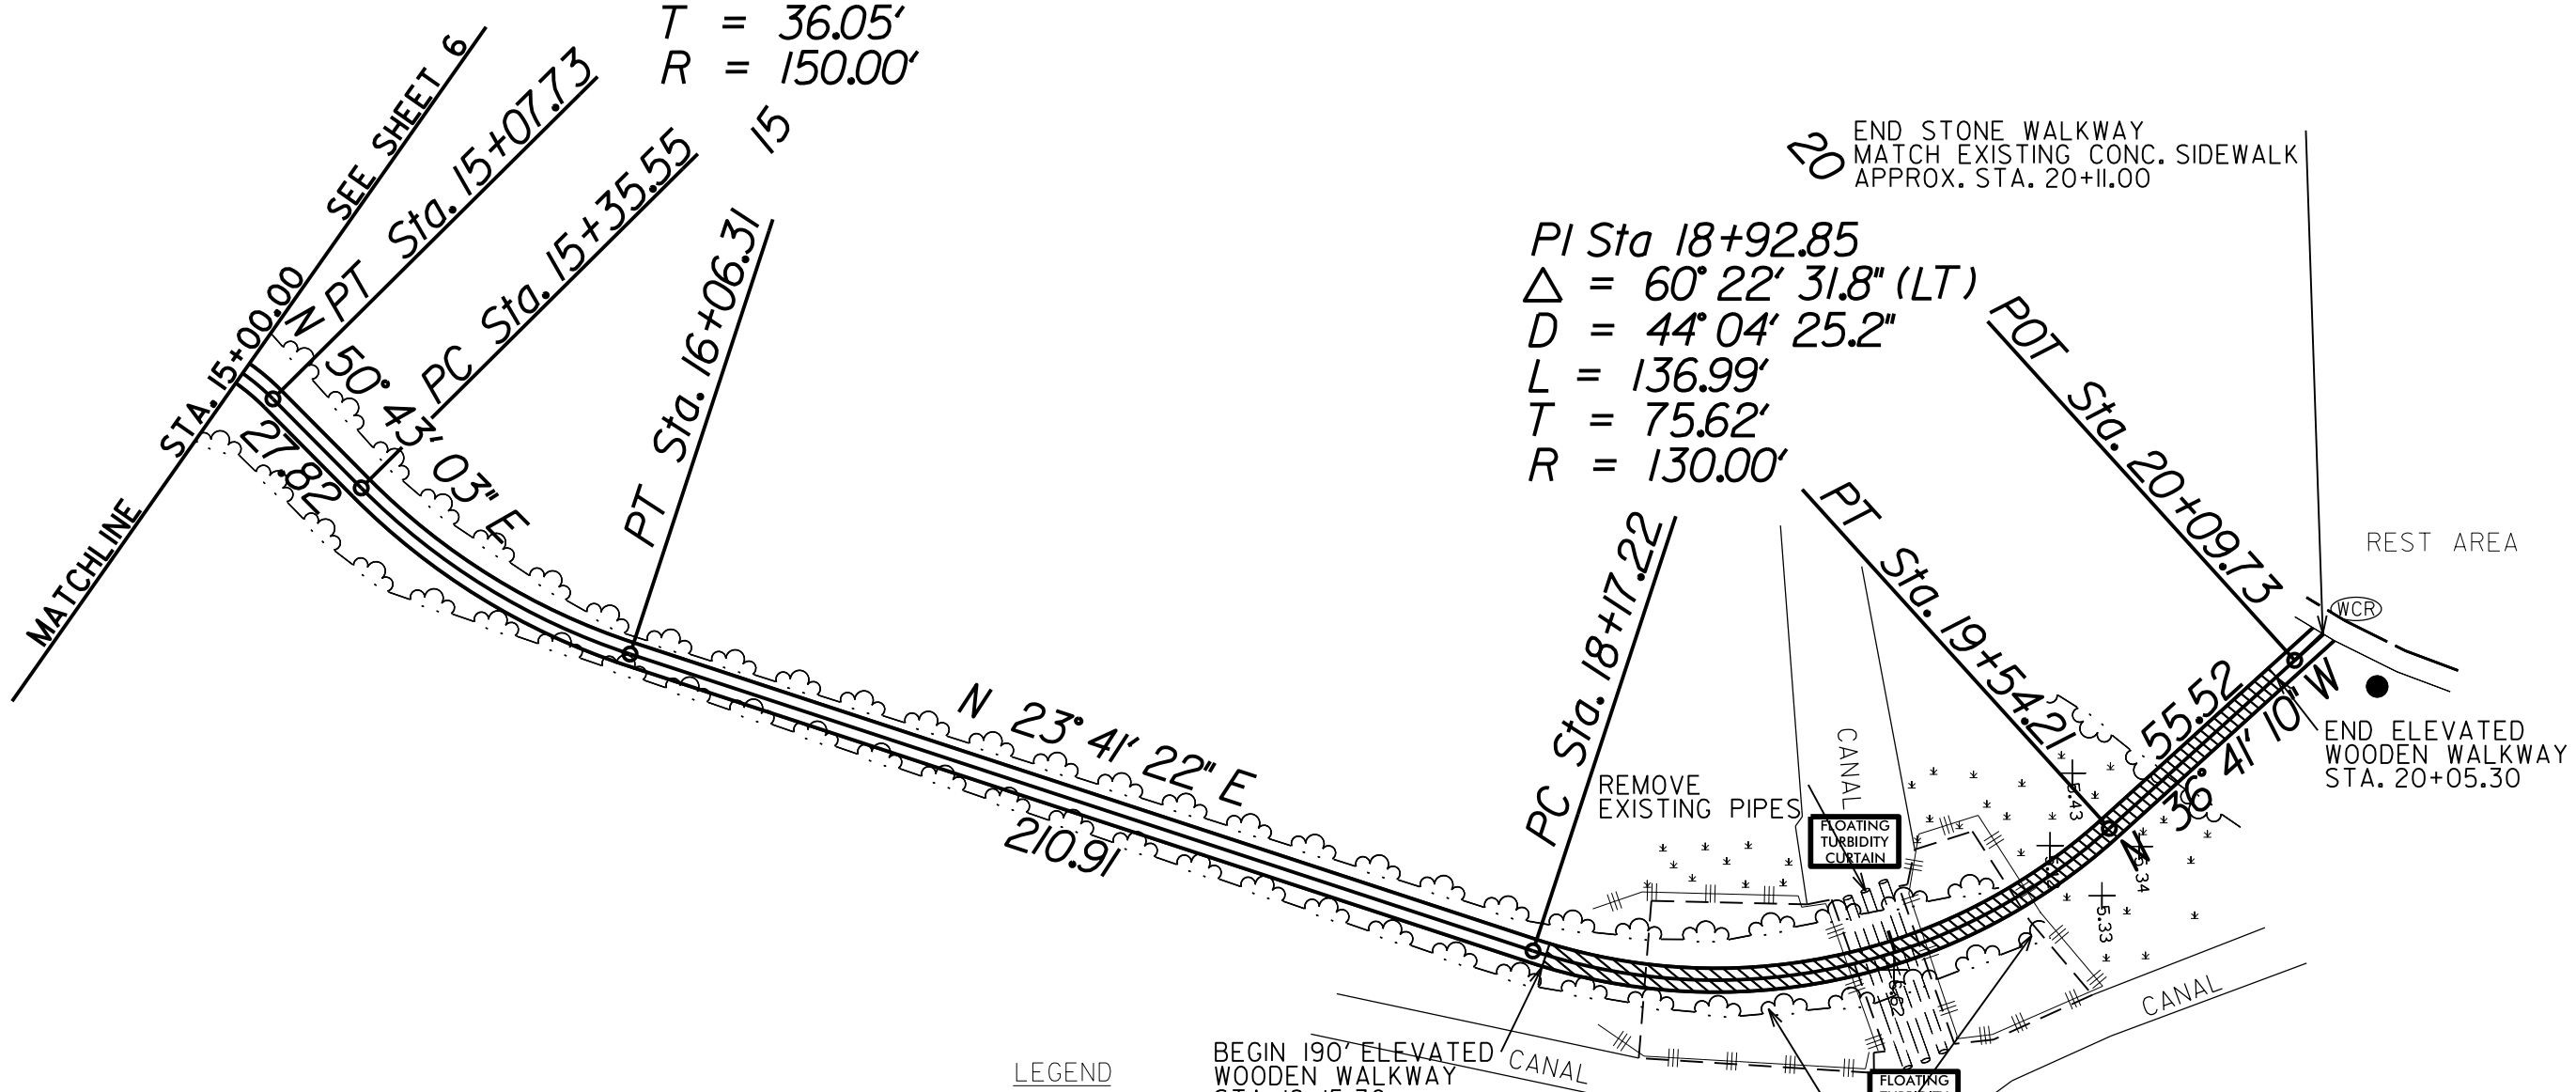 T = 36.05'
R = 150.00'
SEE SHEET 6
PT Sta. 15+07.73
PC Sta. 15+35.55
15
PT Sta. 16+06.31
STA. 15+00.00
MATCHLINE
N 50° 43' 03" E
27.82
N 23° 41' 22" E
210.91
20
END STONE WALKWAY
MATCH EXISTING CONC. SIDEWALK
APPROX. STA. 20+11.00
PI Sta 18+92.85
△ = 60° 22' 31.8" (LT)
D = 44° 04' 25.2"
L = 136.99'
T = 75.62'
R = 130.00'
POT Sta. 20+09.73
PT Sta. 19+54.21
PC Sta. 18+17.22
REST AREA
WCR
55.52
N 36° 41' 10" W
END ELEVATED
WOODEN WALKWAY
STA. 20+05.30
CANAL
REMOVE
EXISTING PIPES
FLOATING
TURBIDITY
CURTAIN
5.43
5.34
5.33
CANAL
CANAL
LEGEND
BEGIN 190' ELEVATED
WOODEN WALKWAY
FLOATING